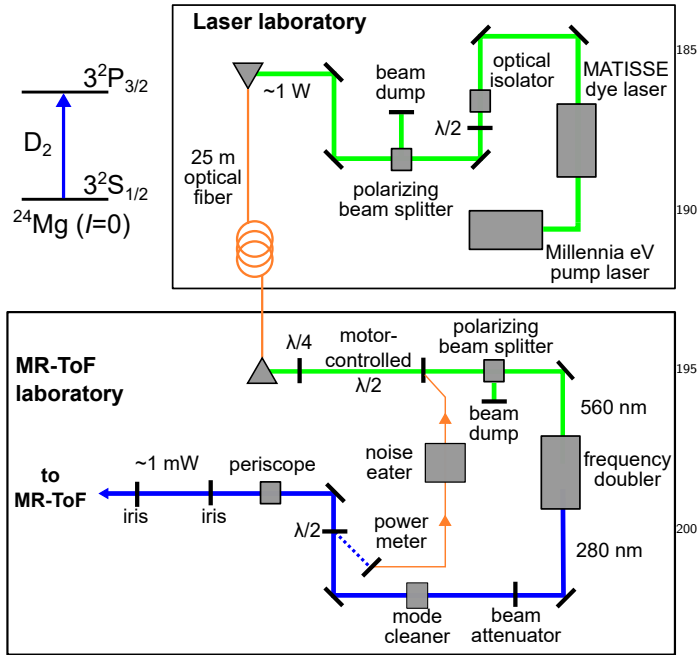 Laser laboratory
3²P₃/₂
D₂
3²S₁/₂
²⁴Mg (I=0)
~1 W
beam
dump
optical
isolator
MATISSE
dye laser
λ/2
25 m
optical
fiber
polarizing
beam splitter
Millennia eV
pump laser
185
190
MR-ToF
laboratory
λ/4
motor-
controlled
λ/2
polarizing
beam splitter
beam
dump
560 nm
195
noise
eater
frequency
doubler
to
MR-ToF
~1 mW
periscope
iris
iris
λ/2
power
meter
280 nm
200
mode
cleaner
beam
attenuator